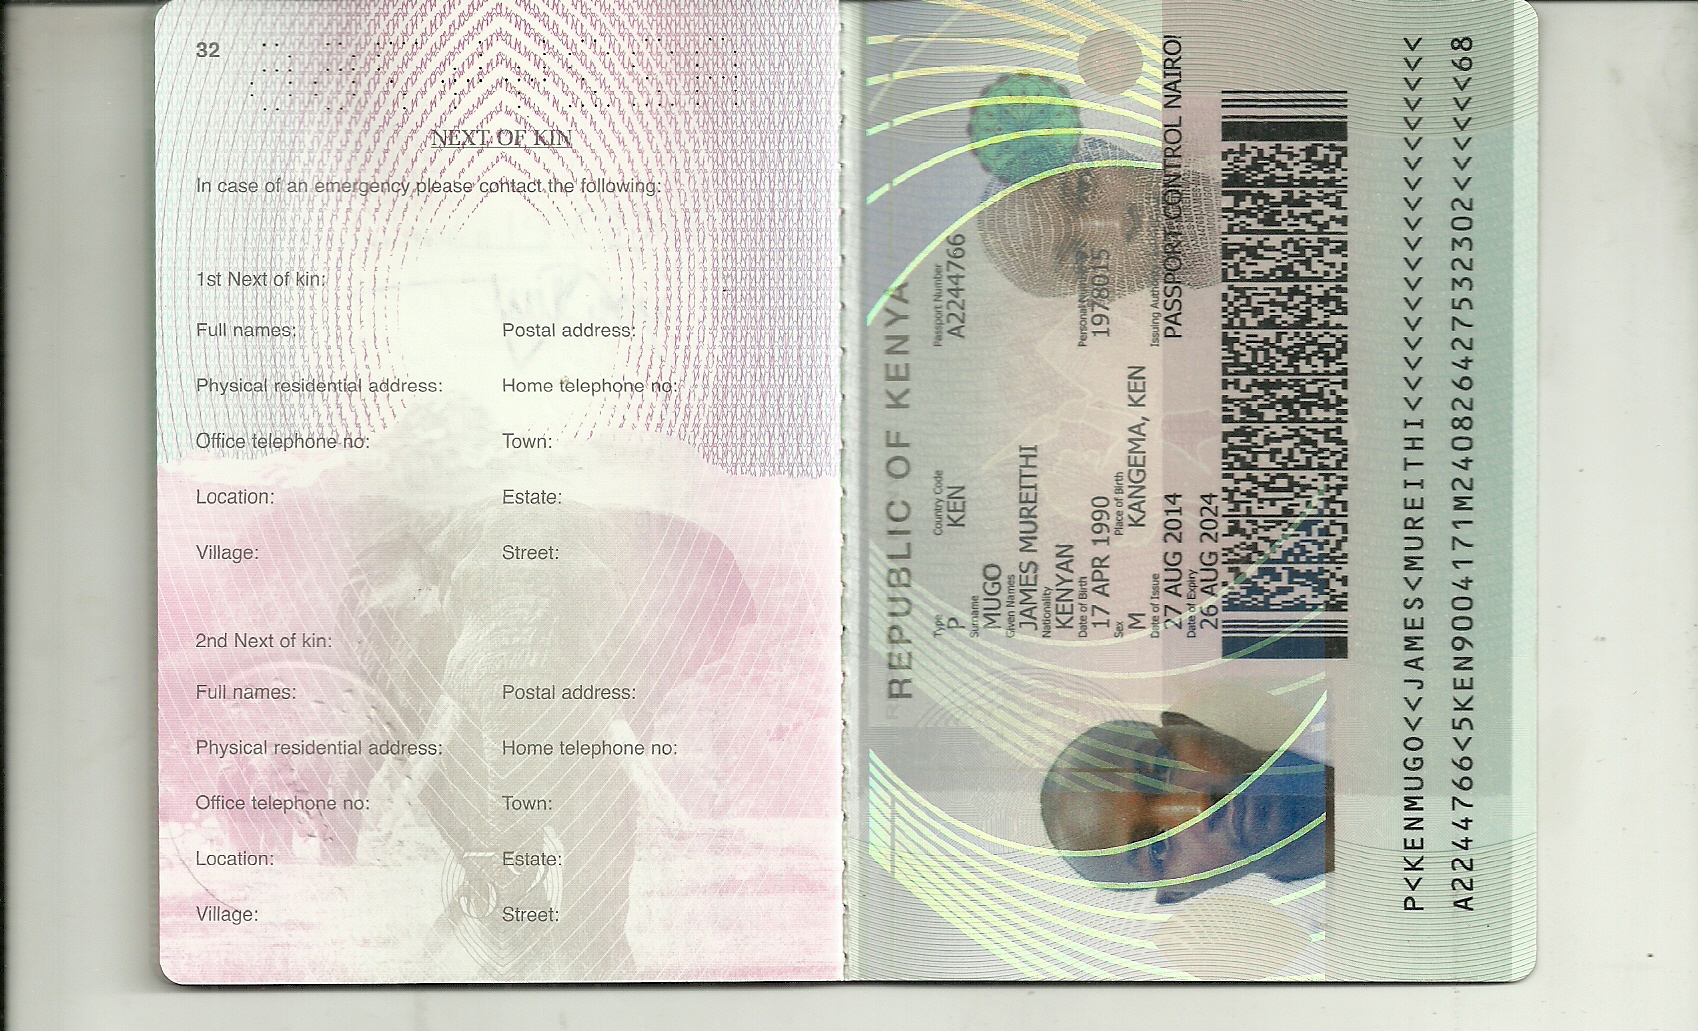 32
NEXT OF KIN
In case of an emergency please contact the following:
1st Next of kin:
Full names: Postal address:
Physical residential address: Home telephone no:
Office telephone no: Town:
Location: Estate:
Village: Street:
2nd Next of kin:
Full names: Postal address:
Physical residential address: Home telephone no:
Office telephone no: Town:
Location: Estate:
Village: Street:
REPUBLIC OF KENYA
Type Country Code Passport Number
P KEN A2244766
Surname
MUGO
Given Names
JAMES MUREITHI
Nationality
KENYAN
Date of Birth Personal Number
17 APR 1990 1978015
Sex Place of Birth
M KANGEMA, KEN
Date of Issue Issuing Authority
27 AUG 2014 PASSPORT CONTROL NAIROBI
Date of Expiry
26 AUG 2024
P<KENMUGO<<JAMES<MUREITHI<<<<<<<<<<<<<<<<<<<
A2244766<5KEN9004171M240826427532302<<<<<<68